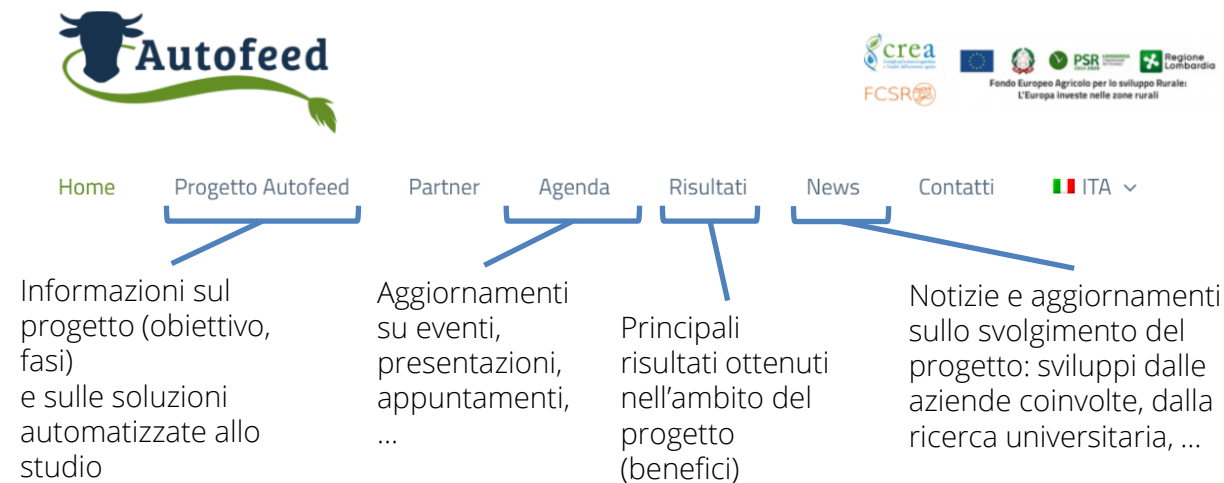 Autofeed
crea
FCSR
PSR
Regione
Lombardia
Fondo Europeo Agricolo per lo sviluppo Rurale:
L'Europa investe nelle zone rurali
Home Progetto Autofeed Partner Agenda Risultati News Contatti ITA
Informazioni sul
progetto (obiettivo,
fasi)
e sulle soluzioni
automatizzate allo
studio
Aggiornamenti
su eventi,
presentazioni,
appuntamenti,
...
Principali
risultati ottenuti
nell'ambito del
progetto
(benefici)
Notizie e aggiornamenti
sullo svolgimento del
progetto: sviluppi dalle
aziende coinvolte, dalla
ricerca universitaria, ...